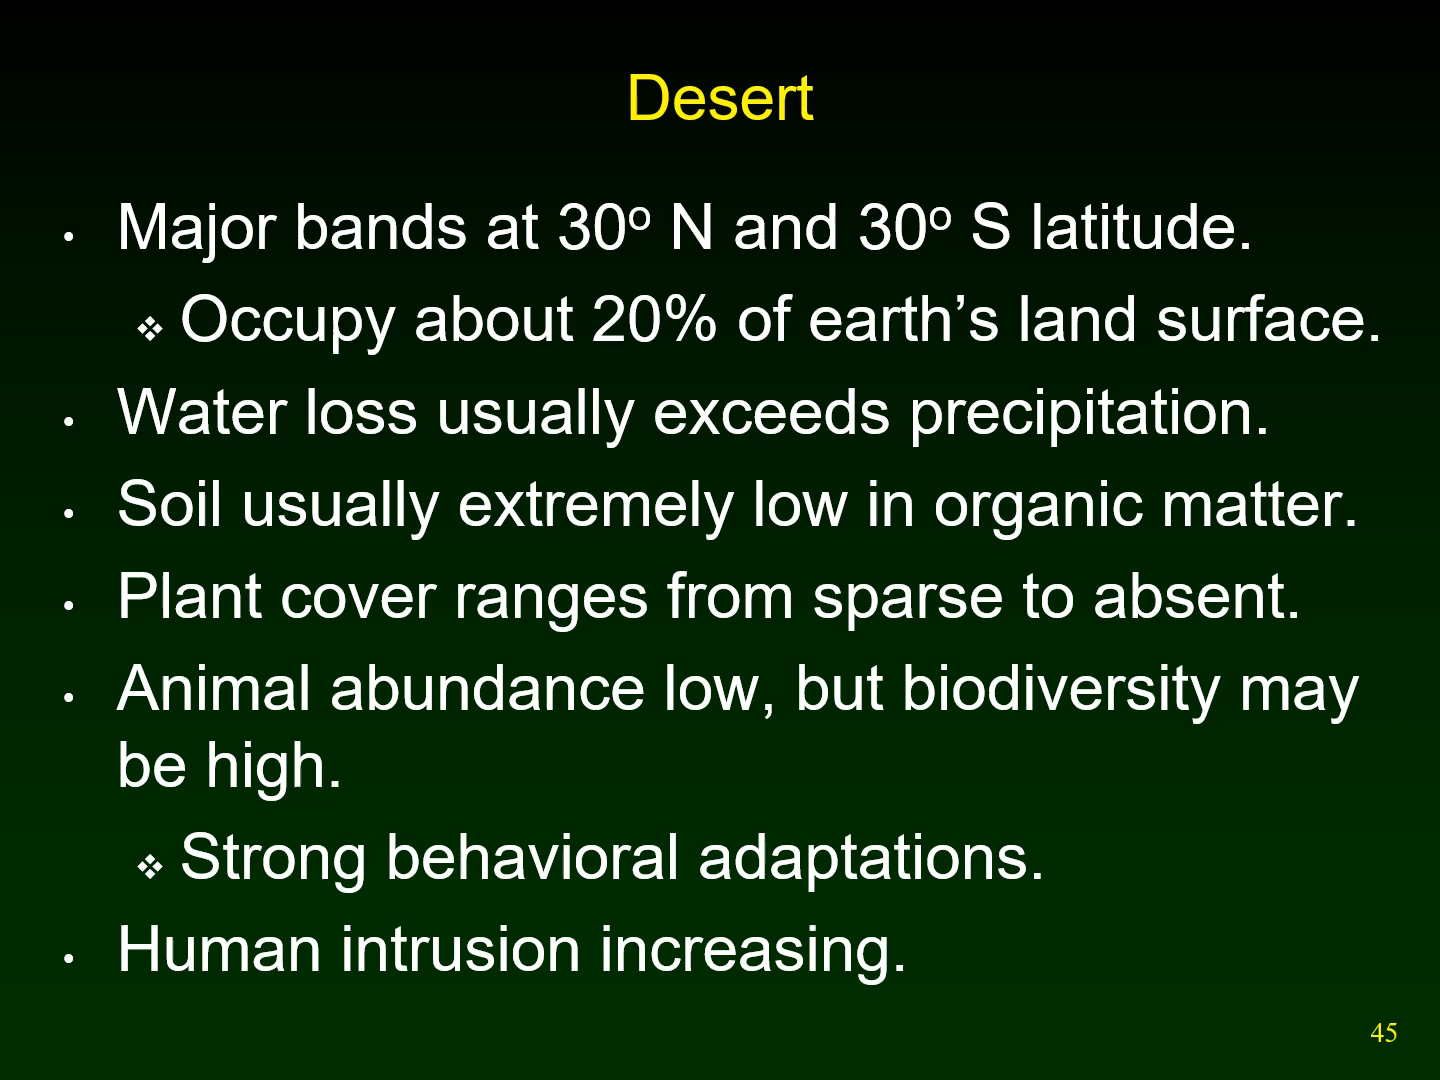 Desert
• Major bands at 30º N and 30º S latitude.
❖ Occupy about 20% of earth’s land surface.
• Water loss usually exceeds precipitation.
• Soil usually extremely low in organic matter.
• Plant cover ranges from sparse to absent.
• Animal abundance low, but biodiversity may
be high.
❖ Strong behavioral adaptations.
• Human intrusion increasing.
45